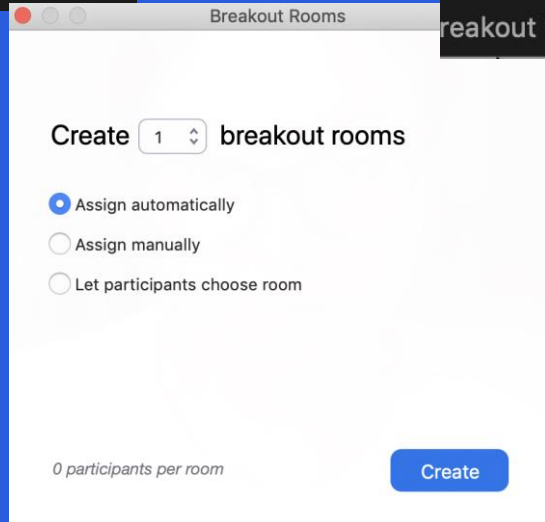 Breakout Rooms
reakout
Create 1 breakout rooms
Assign automatically
Assign manually
Let participants choose room
0 participants per room
Create